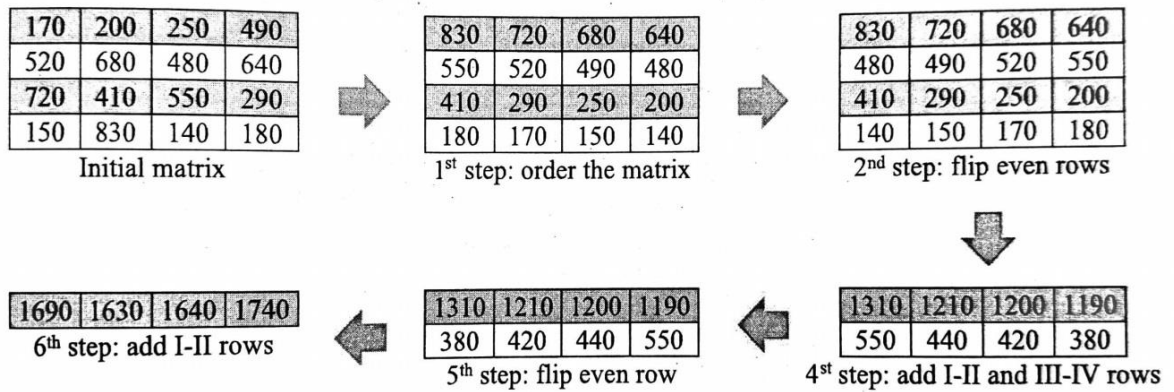 170 200 250 490
520 680 480 640
720 410 550 290
150 830 140 180
Initial matrix
830 720 680 640
550 520 490 480
410 290 250 200
180 170 150 140
1st step: order the matrix
830 720 680 640
480 490 520 550
410 290 250 200
140 150 170 180
2nd step: flip even rows
1310 1210 1200 1190
550 440 420 380
4st step: add I-II and III-IV rows
1310 1210 1200 1190
380 420 440 550
5th step: flip even row
1690 1630 1640 1740
6th step: add I-II rows